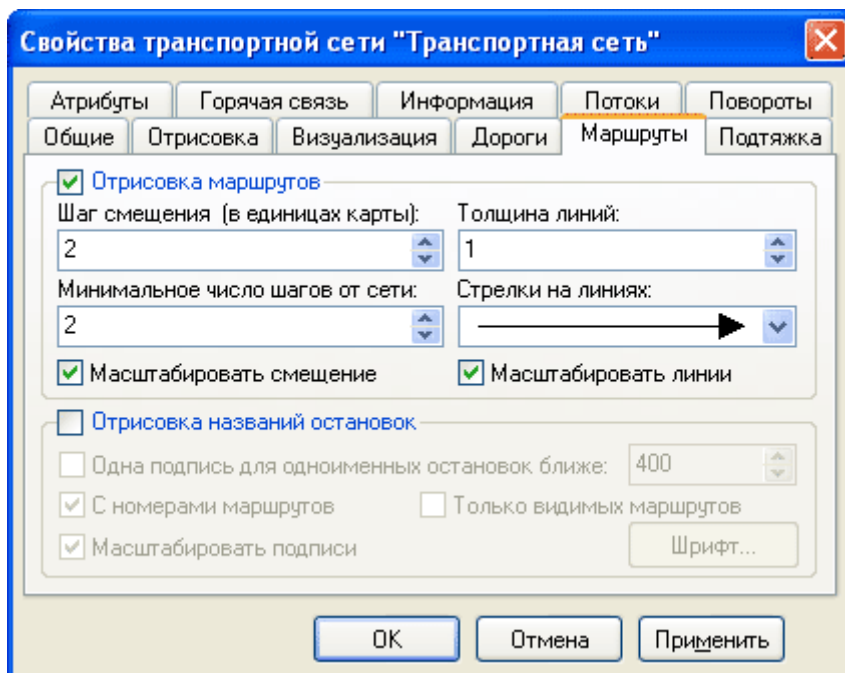 Свойства транспортной сети "Транспортная сеть"
Атрибуты Горячая связь Информация Потоки Повороты
Общие Отрисовка Визуализация Дороги Маршруты Подтяжка
Отрисовка маршрутов
Шаг смещения (в единицах карты): Толщина линий:
2 1
Минимальное число шагов от сети: Стрелки на линиях:
2
Масштабировать смещение Масштабировать линии
Отрисовка названий остановок
Одна подпись для одноименных остановок ближе: 400
С номерами маршрутов Только видимых маршрутов
Масштабировать подписи Шрифт...
OK Отмена Применить